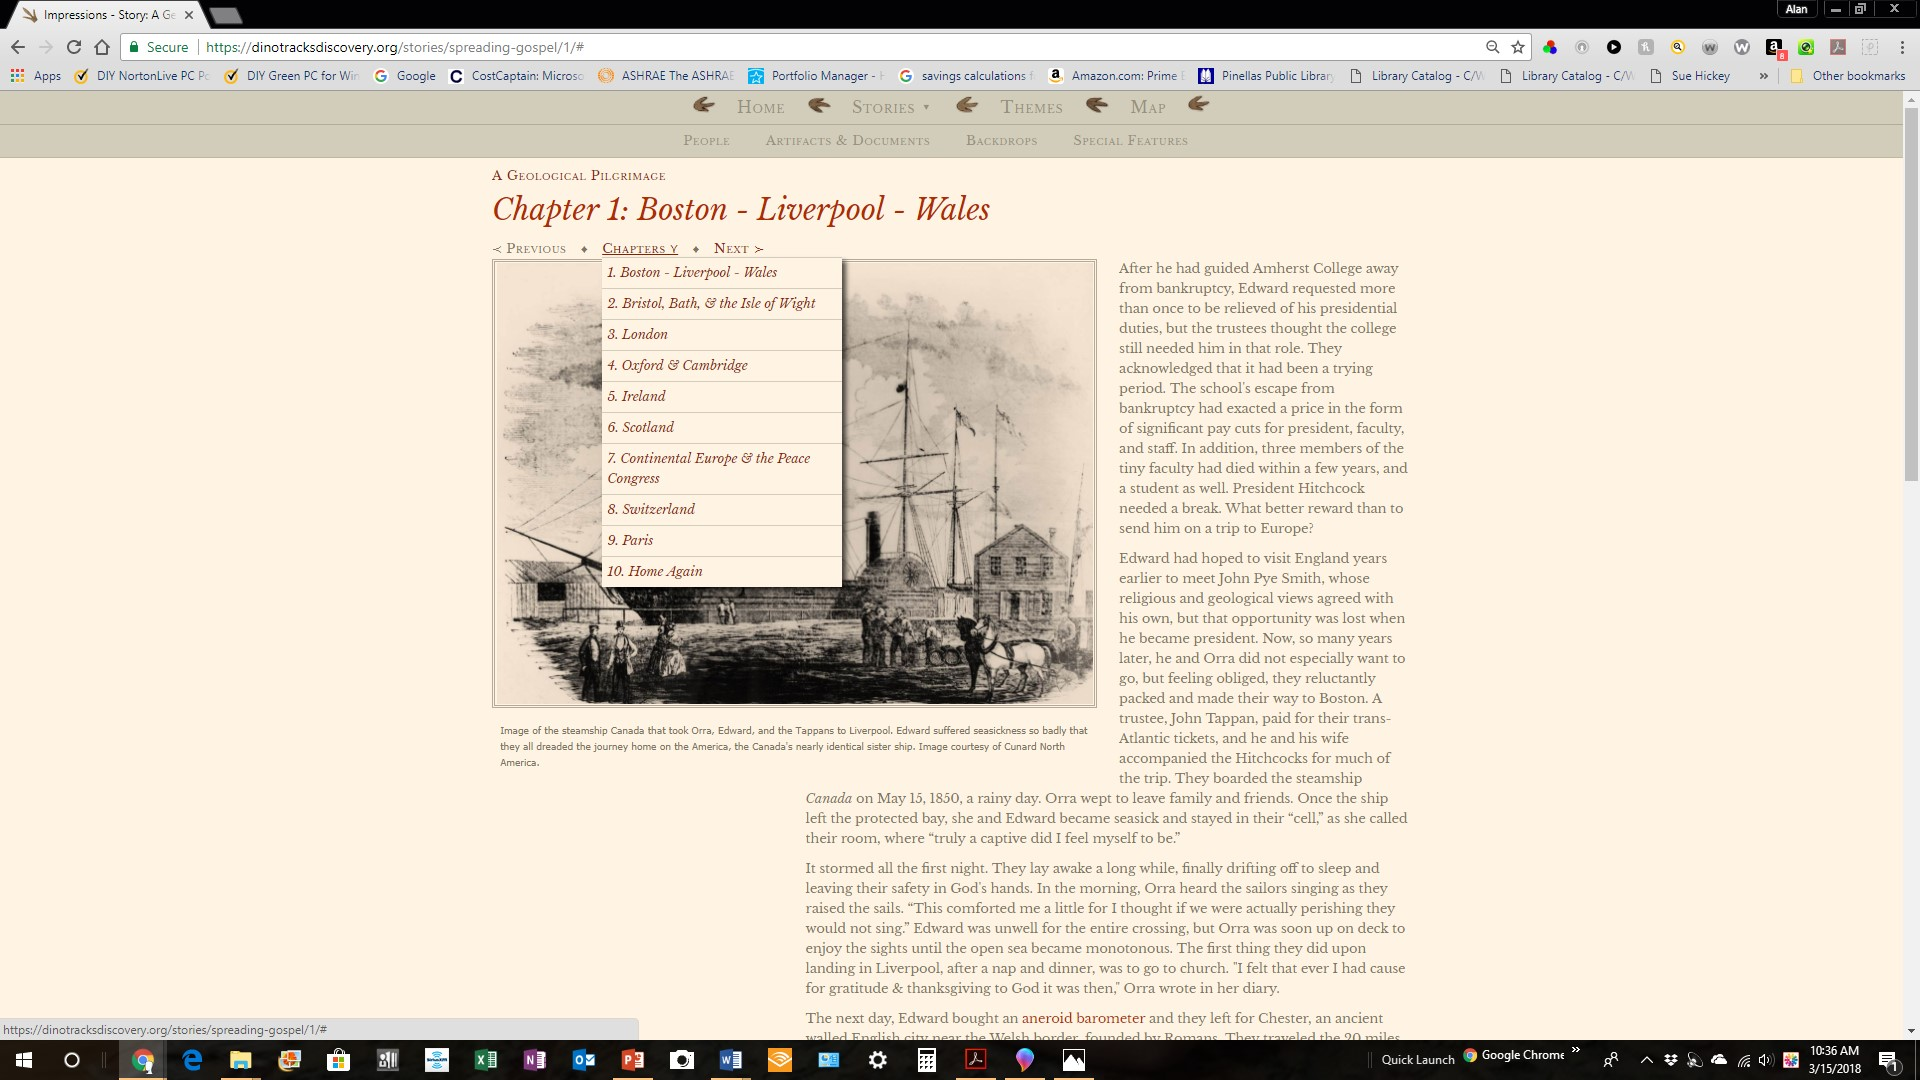 Impressions - Story: A Ge
Alan
Secure
https://dinotracksdiscovery.org/stories/spreading-gospel/1/#
Apps
DIY NortonLive PC Po
DIY Green PC for Win
Google
CostCaptain: Microso
ASHRAE The ASHRAE
Portfolio Manager - H
savings calculations f
Amazon.com: Prime E
Pinellas Public Library
Library Catalog - C/W
Library Catalog - C/W
Sue Hickey
»
Other bookmarks
Home
Stories ▾
Themes
Map
People
Artifacts & Documents
Backdrops
Special Features
A Geological Pilgrimage
Chapter 1: Boston - Liverpool - Wales
≺ Previous ♦ Chapters Y ♦ Next ≻
1. Boston - Liverpool - Wales
2. Bristol, Bath, & the Isle of Wight
3. London
4. Oxford & Cambridge
5. Ireland
6. Scotland
7. Continental Europe & the Peace
Congress
8. Switzerland
9. Paris
10. Home Again
Image of the steamship Canada that took Orra, Edward, and the Tappans to Liverpool. Edward suffered seasickness so badly that
they all dreaded the journey home on the America, the Canada's nearly identical sister ship. Image courtesy of Cunard North
America.
After he had guided Amherst College away
from bankruptcy, Edward requested more
than once to be relieved of his presidential
duties, but the trustees thought the college
still needed him in that role. They
acknowledged that it had been a trying
period. The school's escape from
bankruptcy had exacted a price in the form
of significant pay cuts for president, faculty,
and staff. In addition, three members of the
tiny faculty had died within a few years, and
a student as well. President Hitchcock
needed a break. What better reward than to
send him on a trip to Europe?
Edward had hoped to visit England years
earlier to meet John Pye Smith, whose
religious and geological views agreed with
his own, but that opportunity was lost when
he became president. Now, so many years
later, he and Orra did not especially want to
go, but feeling obliged, they reluctantly
packed and made their way to Boston. A
trustee, John Tappan, paid for their trans-
Atlantic tickets, and he and his wife
accompanied the Hitchcocks for much of
the trip. They boarded the steamship
Canada on May 15, 1850, a rainy day. Orra wept to leave family and friends. Once the ship
left the protected bay, she and Edward became seasick and stayed in their “cell,” as she called
their room, where “truly a captive did I feel myself to be.”
It stormed all the first night. They lay awake a long while, finally drifting off to sleep and
leaving their safety in God's hands. In the morning, Orra heard the sailors singing as they
raised the sails. “This comforted me a little for I thought if we were actually perishing they
would not sing.” Edward was unwell for the entire crossing, but Orra was soon up on deck to
enjoy the sights until the open sea became monotonous. The first thing they did upon
landing in Liverpool, after a nap and dinner, was to go to church. "I felt that ever I had cause
for gratitude & thanksgiving to God it was then," Orra wrote in her diary.
The next day, Edward bought an aneroid barometer and they left for Chester, an ancient
walled English city near the Welsh border, founded by Romans. They traveled the 20 miles
https://dinotracksdiscovery.org/stories/spreading-gospel/1/#
Quick Launch
Google Chrome
»
10:36 AM
3/15/2018